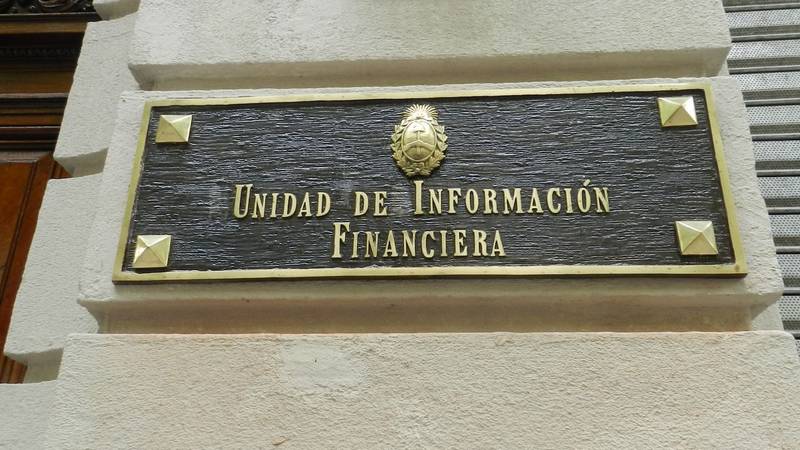 Unidad de Información
Financiera